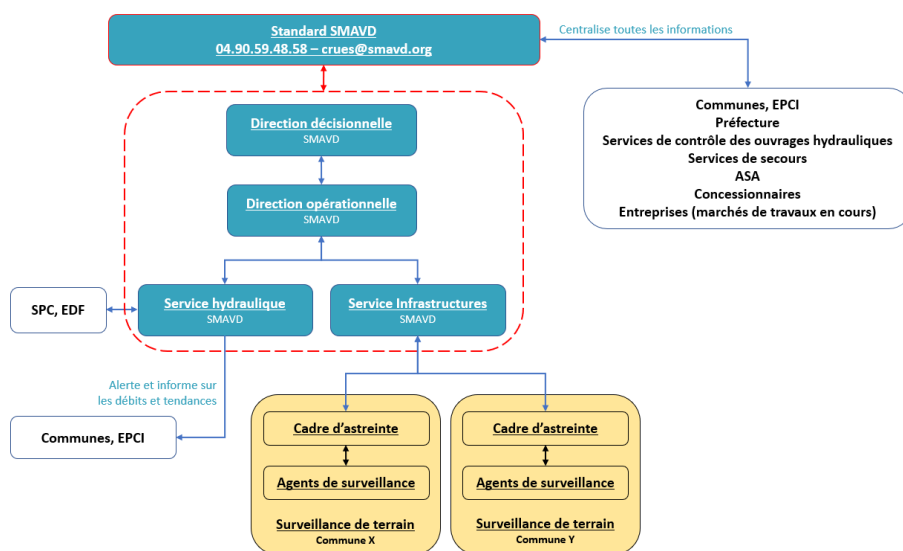 Standard SMAVD
04.90.59.48.58 – crues@smavd.org
Centralise toutes les informations
Communes, EPCI
Préfecture
Services de contrôle des ouvrages hydrauliques
Services de secours
ASA
Concessionnaires
Entreprises (marchés de travaux en cours)
Direction décisionnelle
SMAVD
Direction opérationnelle
SMAVD
Service hydraulique
SMAVD
Service Infrastructures
SMAVD
SPC, EDF
Alerte et informe sur
les débits et tendances
Communes, EPCI
Cadre d’astreinte
Agents de surveillance
Surveillance de terrain
Commune X
Cadre d’astreinte
Agents de surveillance
Surveillance de terrain
Commune Y